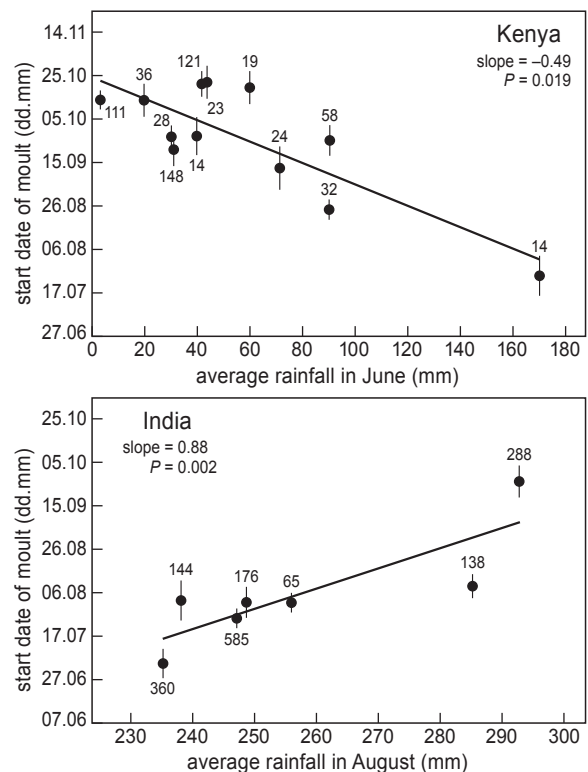 Kenya
slope = –0.49
P = 0.019
start date of moult (dd.mm)
14.11
25.10
05.10
15.09
26.08
06.08
17.07
27.06
111
36
28
148
14
121
23
19
24
58
32
14
0 20 40 60 80 100 120 140 160 180
average rainfall in June (mm)
India
slope = 0.88
P = 0.002
start date of moult (dd.mm)
25.10
05.10
15.09
26.08
06.08
17.07
27.06
07.06
360
144
585
176
65
138
288
230 240 250 260 270 280 290 300
average rainfall in August (mm)